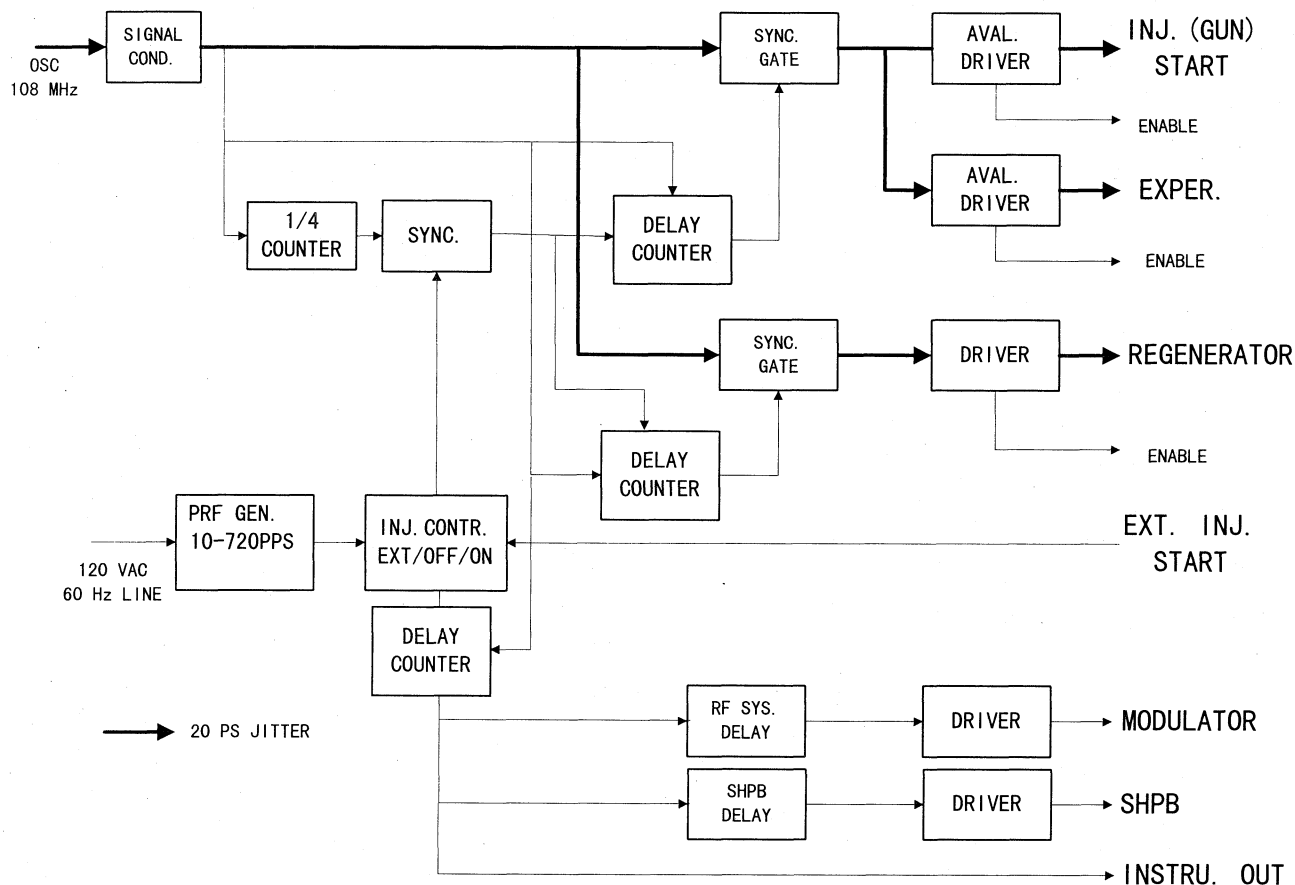 SIGNAL
COND.
OSC
108 MHz
SYNC.
GATE
AVAL.
DRIVER
INJ. (GUN)
START
ENABLE
AVAL.
DRIVER
EXPER.
ENABLE
1/4
COUNTER
SYNC.
DELAY
COUNTER
SYNC.
GATE
DRIVER
REGENERATOR
ENABLE
DELAY
COUNTER
PRF GEN.
10-720PPS
120 VAC
60 Hz LINE
INJ. CONTR.
EXT/OFF/ON
EXT. INJ.
START
DELAY
COUNTER
20 PS JITTER
RF SYS.
DELAY
DRIVER
MODULATOR
SHPB
DELAY
DRIVER
SHPB
INSTRU. OUT